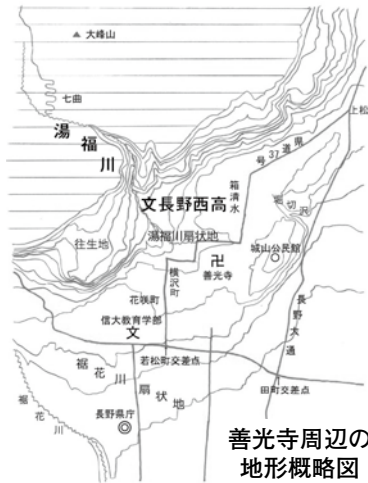 大峰山
七曲
湯福川
上松
県道37号
箱清水
文長野西高
堀切沢
湯福川扇状地
往生地
城山公民館
卍
善光寺
横沢町
花咲町
長野大通
信大教育学部
文
若松町交差点
裾花川扇状地
田町交差点
裾花川
長野県庁
善光寺周辺の
地形概略図